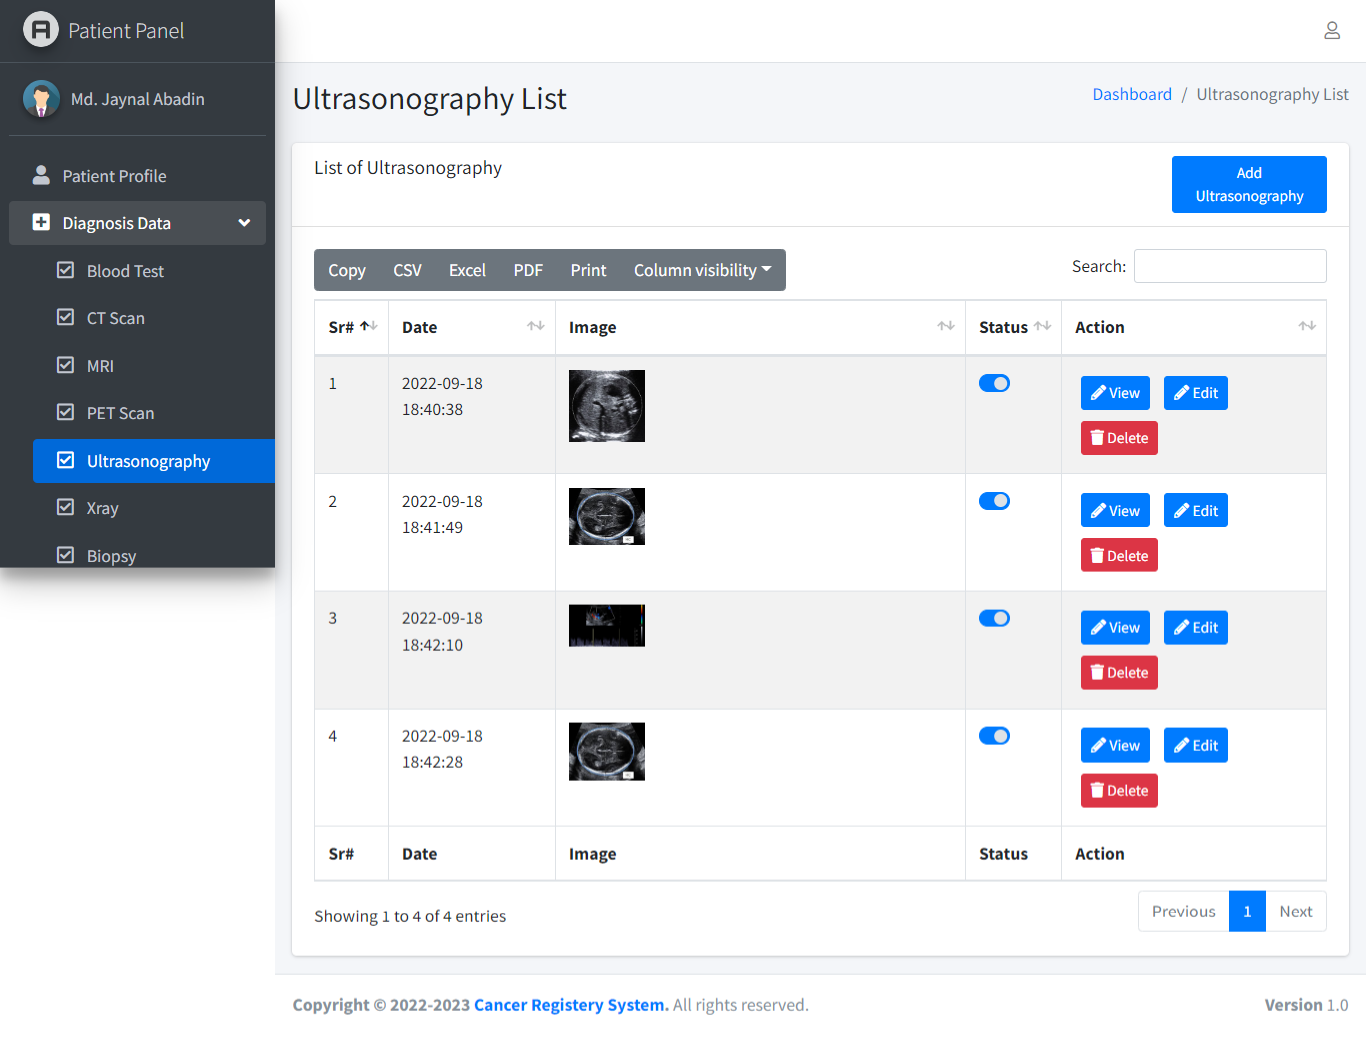 Patient Panel
Md. Jaynal Abadin
Patient Profile
Diagnosis Data
Blood Test
CT Scan
MRI
PET Scan
Ultrasonography
Xray
Biopsy
Ultrasonography List
Dashboard / Ultrasonography List
List of Ultrasonography
Add
Ultrasonography
Copy CSV Excel PDF Print Column visibility
Search:
Sr# Date Image Status Action
1 2022-09-18 View Edit
18:40:38 Delete
2 2022-09-18 View Edit
18:41:49 Delete
3 2022-09-18 View Edit
18:42:10 Delete
4 2022-09-18 View Edit
18:42:28 Delete
Sr# Date Image Status Action
Showing 1 to 4 of 4 entries
Previous 1 Next
Copyright © 2022-2023 Cancer Registery System. All rights reserved.
Version 1.0